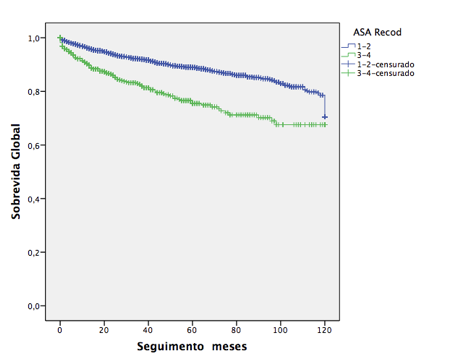 ASA Recod
1-2
3-4
1-2-censurado
3-4-censurado
Sobrevida Global
1,0
0,8
0,6
0,4
0,2
0,0
0 20 40 60 80 100 120
Seguimento meses